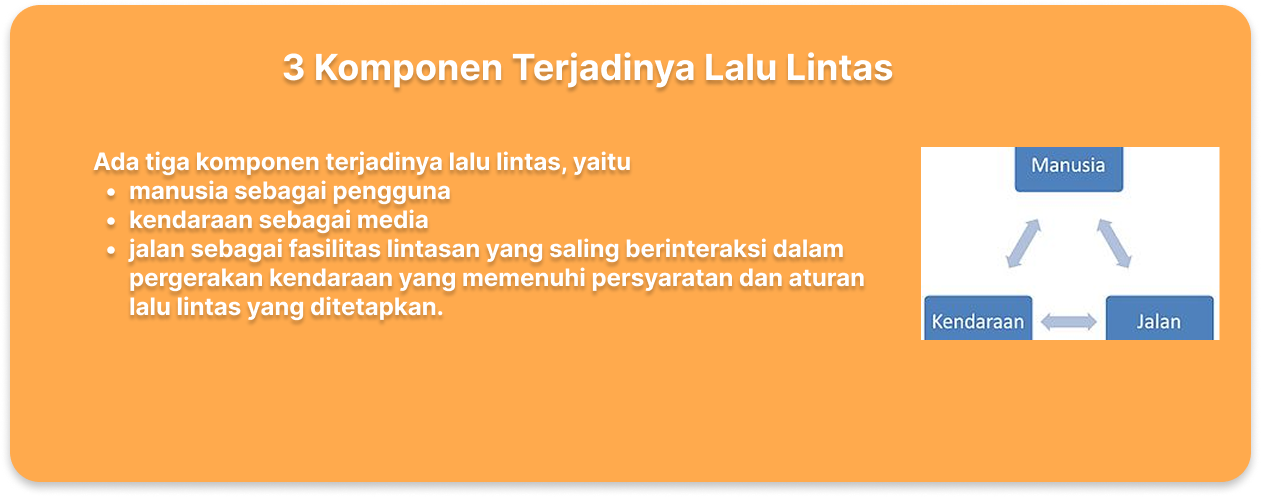 3 Komponen Terjadinya Lalu Lintas
Ada tiga komponen terjadinya lalu lintas, yaitu
• manusia sebagai pengguna
• kendaraan sebagai media
• jalan sebagai fasilitas lintasan yang saling berinteraksi dalam
pergerakan kendaraan yang memenuhi persyaratan dan aturan
lalu lintas yang ditetapkan.
Manusia
Kendaraan
Jalan